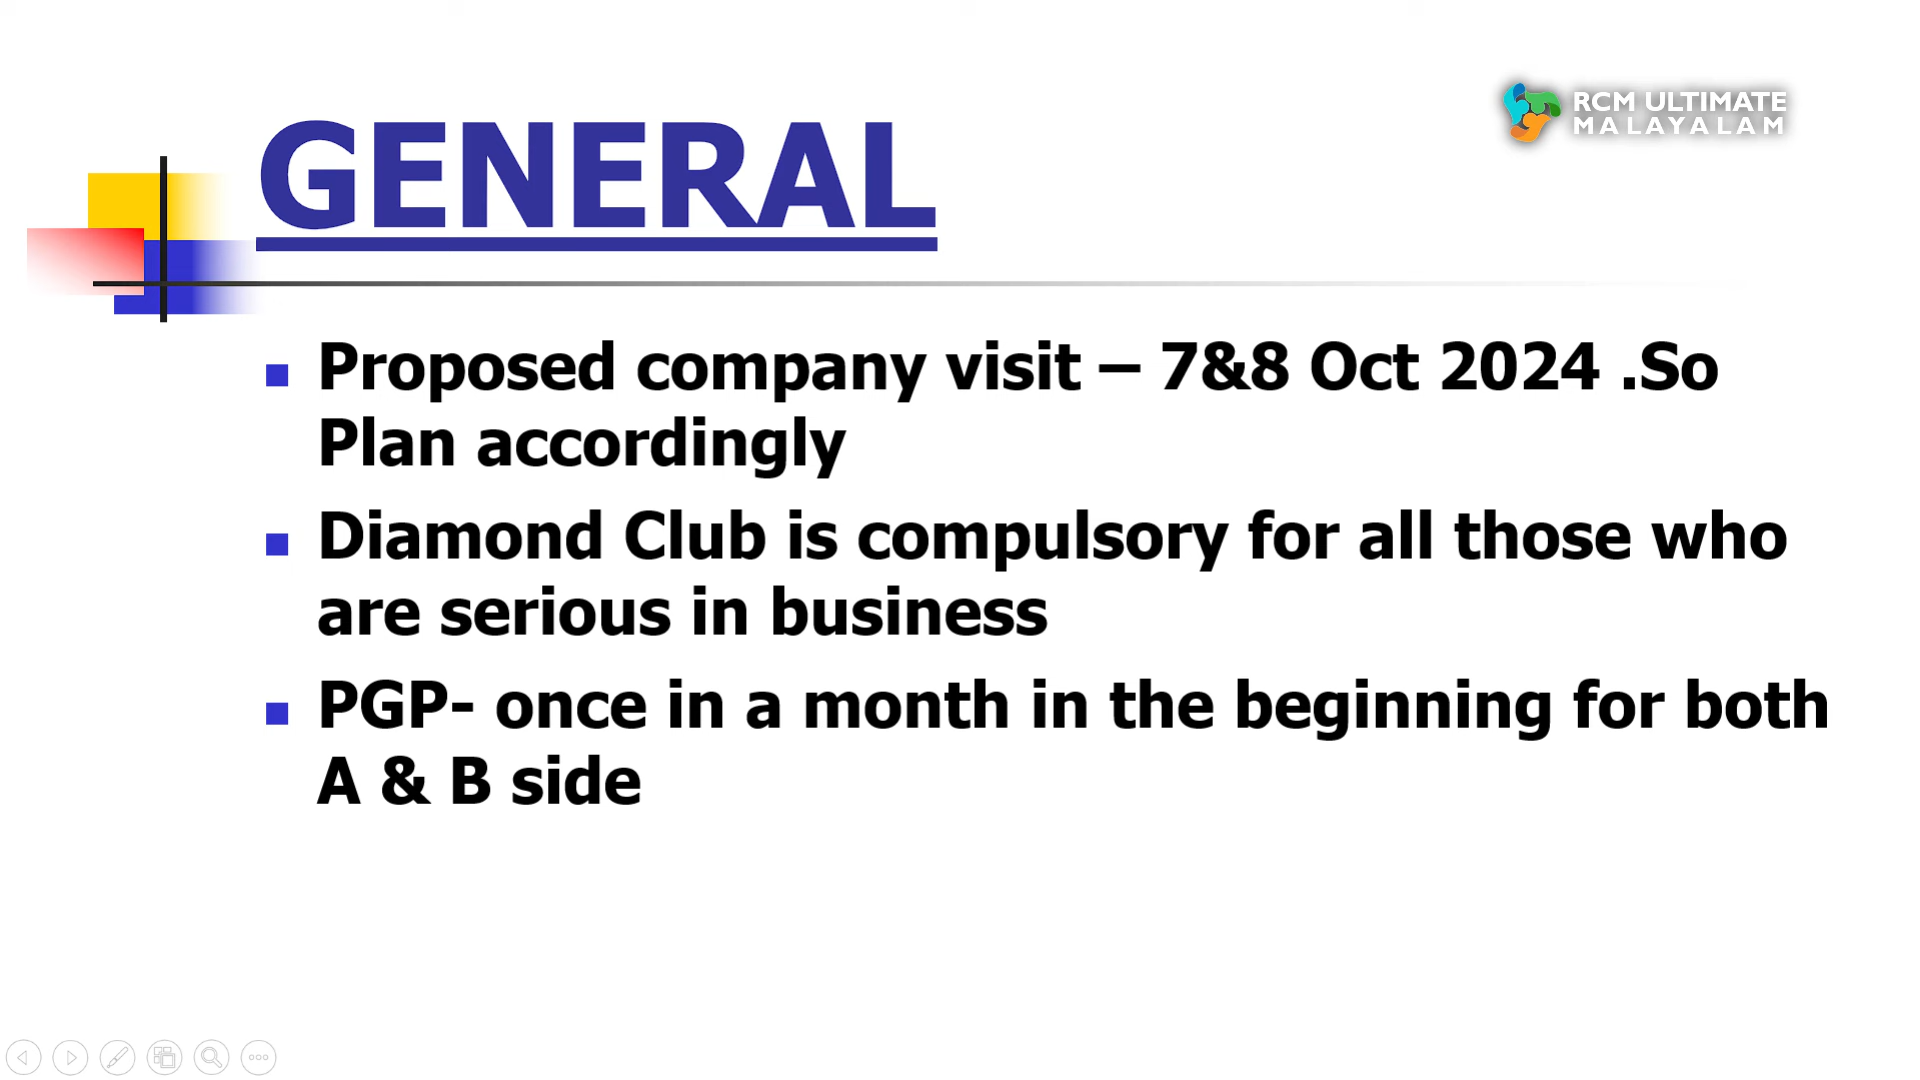 RCM ULTIMATE
MALAYALAM
GENERAL
Proposed company visit – 7&8 Oct 2024 .So
Plan accordingly
Diamond Club is compulsory for all those who
are serious in business
PGP- once in a month in the beginning for both
A & B side